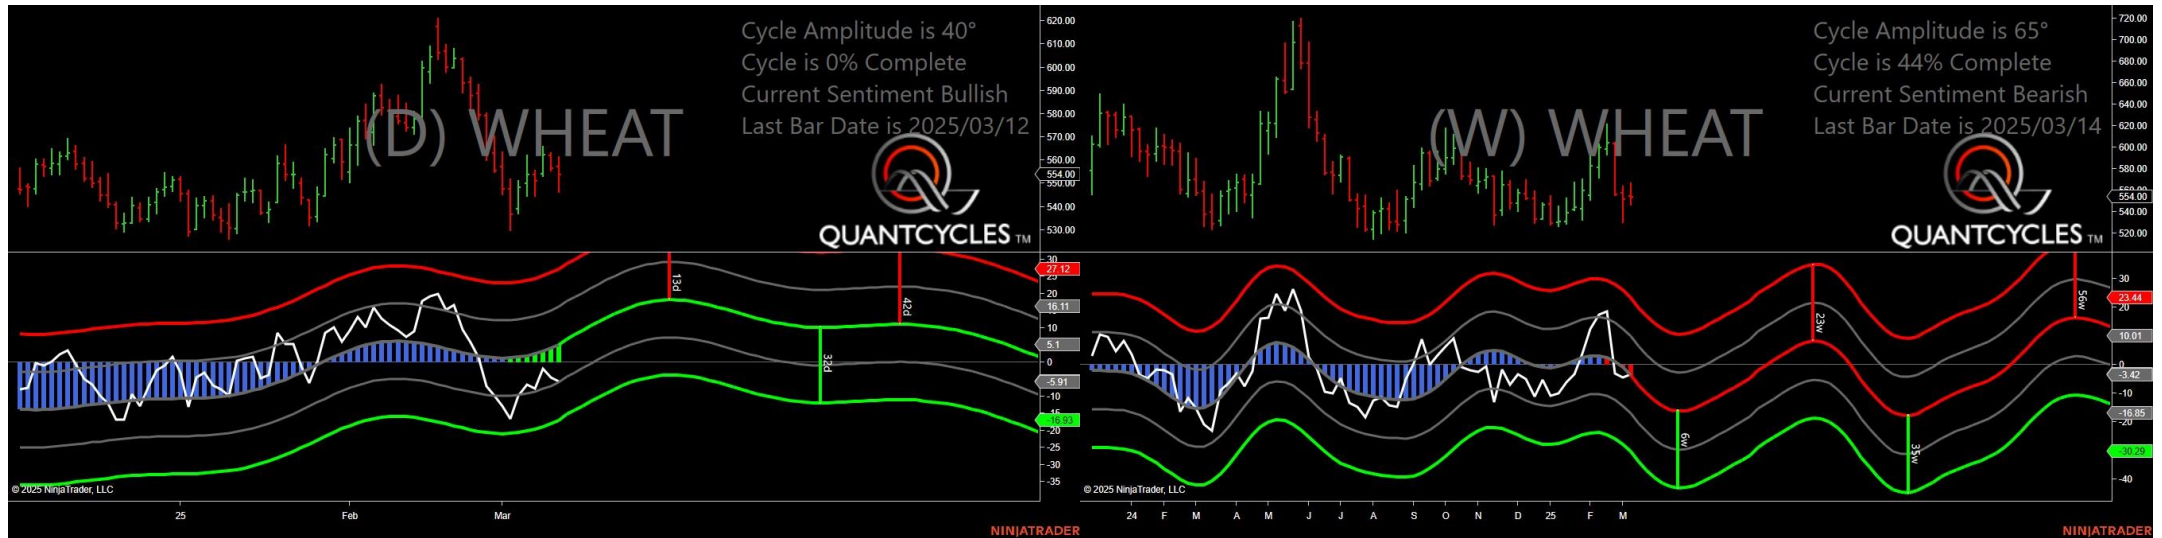 Cycle Amplitude is 40°
Cycle is 0% Complete
Current Sentiment Bullish
Last Bar Date is 2025/03/12
(D) WHEAT
QUANTCYCLES TM
620.00
610.00
600.00
590.00
580.00
570.00
560.00
554.00
550.00
540.00
530.00
30
27.12
25
20
16.11
10
5.1
0
-5.91
-10
-15
-16.93
-20
-25
-30
-35
13d
32d
42d
© 2025 NinjaTrader, LLC
25
Feb
Mar
NINJATRADER
Cycle Amplitude is 65°
Cycle is 44% Complete
Current Sentiment Bearish
Last Bar Date is 2025/03/14
(W) WHEAT
QUANTCYCLES TM
720.00
700.00
680.00
660.00
640.00
620.00
600.00
580.00
560.00
554.00
540.00
520.00
30
23.44
10.01
0
-3.42
-10
-16.85
-20
-30.29
-40
6w
23w
35w
56w
© 2025 NinjaTrader, LLC
24
F
M
A
M
J
J
A
S
O
N
D
25
F
M
NINJATRADER